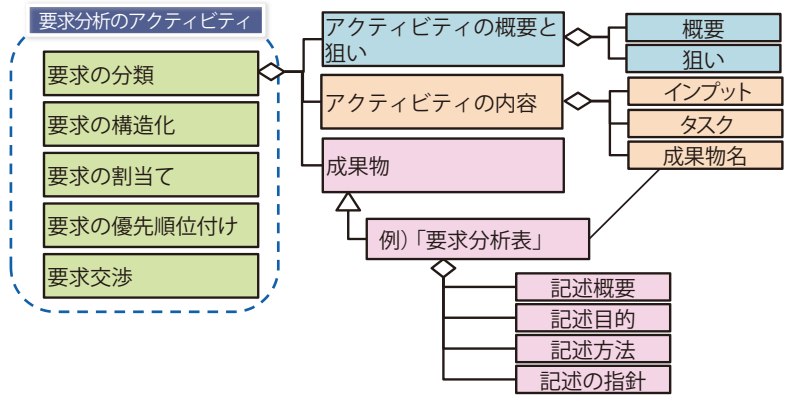 要求分析のアクティビティ
要求の分類
要求の構造化
要求の割当て
要求の優先順位付け
要求交渉
アクティビティの概要と
狙い
概要
狙い
アクティビティの内容
インプット
タスク
成果物名
成果物
例)「要求分析表」
記述概要
記述目的
記述方法
記述の指針